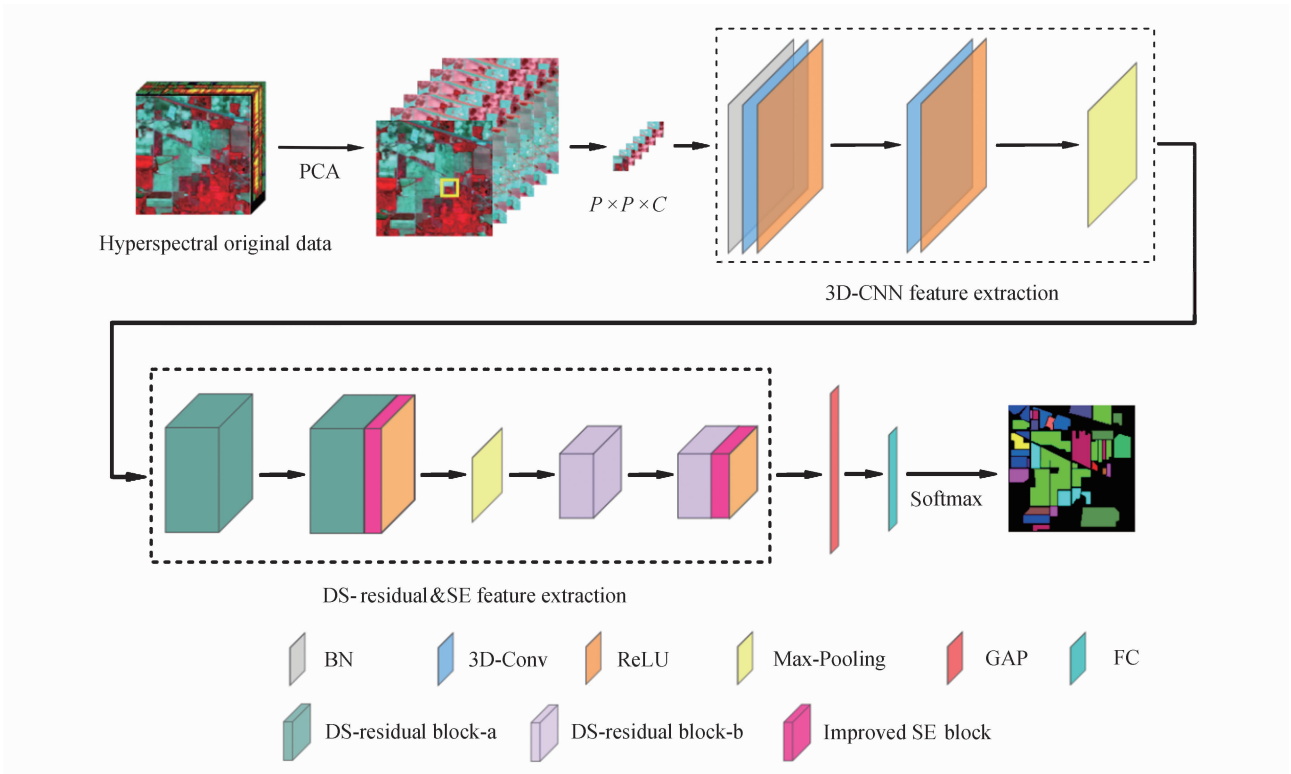 PCA
P×P×C
Hyperspectral original data
3D-CNN feature extraction
Softmax
DS-residual&SE feature extraction
BN
3D-Conv
ReLU
Max-Pooling
GAP
FC
DS-residual block-a
DS-residual block-b
Improved SE block